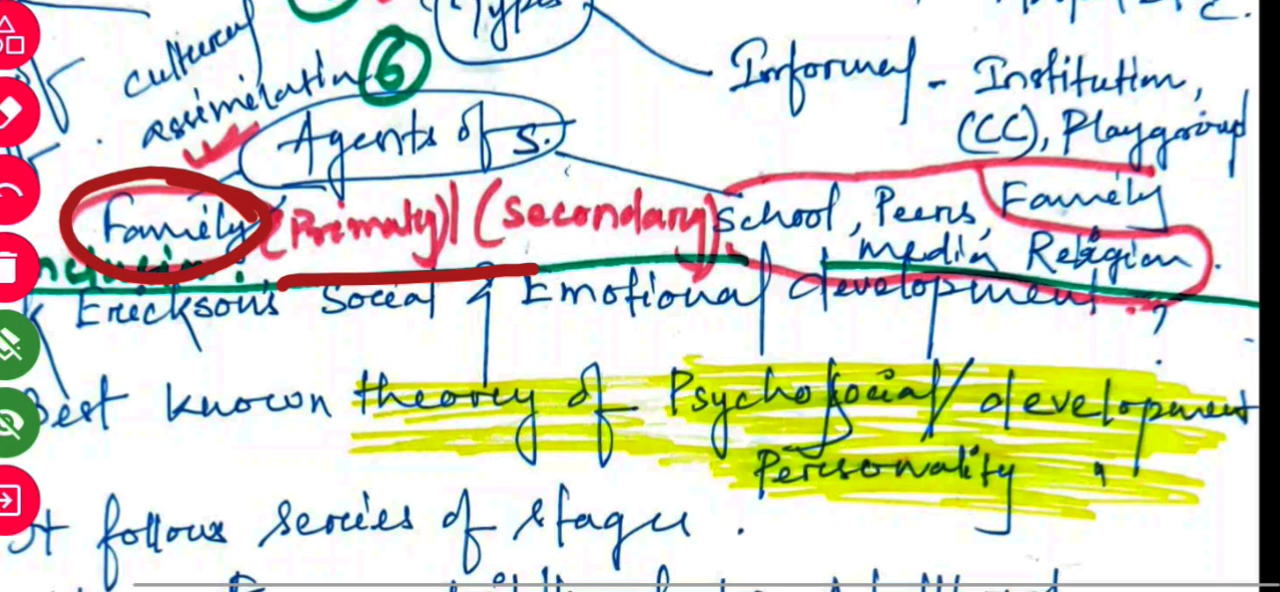 Types
cultural
assimilation 6
Informal - Institution,
(CC), Playgroup
Agents of S.
Family (Primary) (Secondary) School, Peers, Family
media Religion.
Erickson's Social & Emotional development
Best known theory of Psychosocial/development
Personality
It follows series of stages.